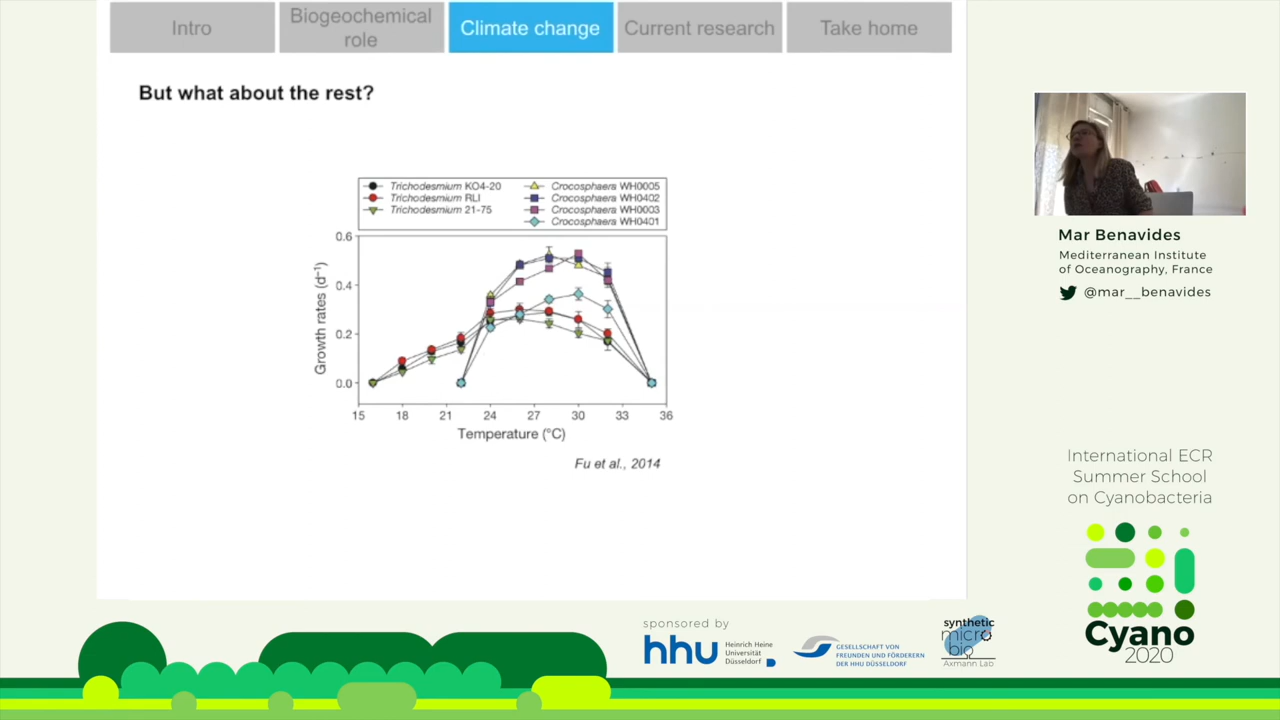 Intro
Biogeochemical
role
Climate change
Current research
Take home
But what about the rest?
Trichodesmium KO4-20
Trichodesmium RLI
Trichodesmium 21-75
Crocosphaera WH0005
Crocosphaera WH0402
Crocosphaera WH0003
Crocosphaera WH0401
Growth rates (d⁻¹)
0.6
0.4
0.2
0.0
15 18 21 24 27 30 33 36
Temperature (°C)
Fu et al., 2014
Mar Benavides
Mediterranean Institute
of Oceanography, France
@mar__benavides
International ECR
Summer School
on Cyanobacteria
Cyano
2020
sponsored by
hhu
Heinrich Heine
Universität
Düsseldorf
GESELLSCHAFT VON
FREUNDEN UND FÖRDERERN
DER HHU DÜSSELDORF
synthetic
micro
bio
Axmann Lab